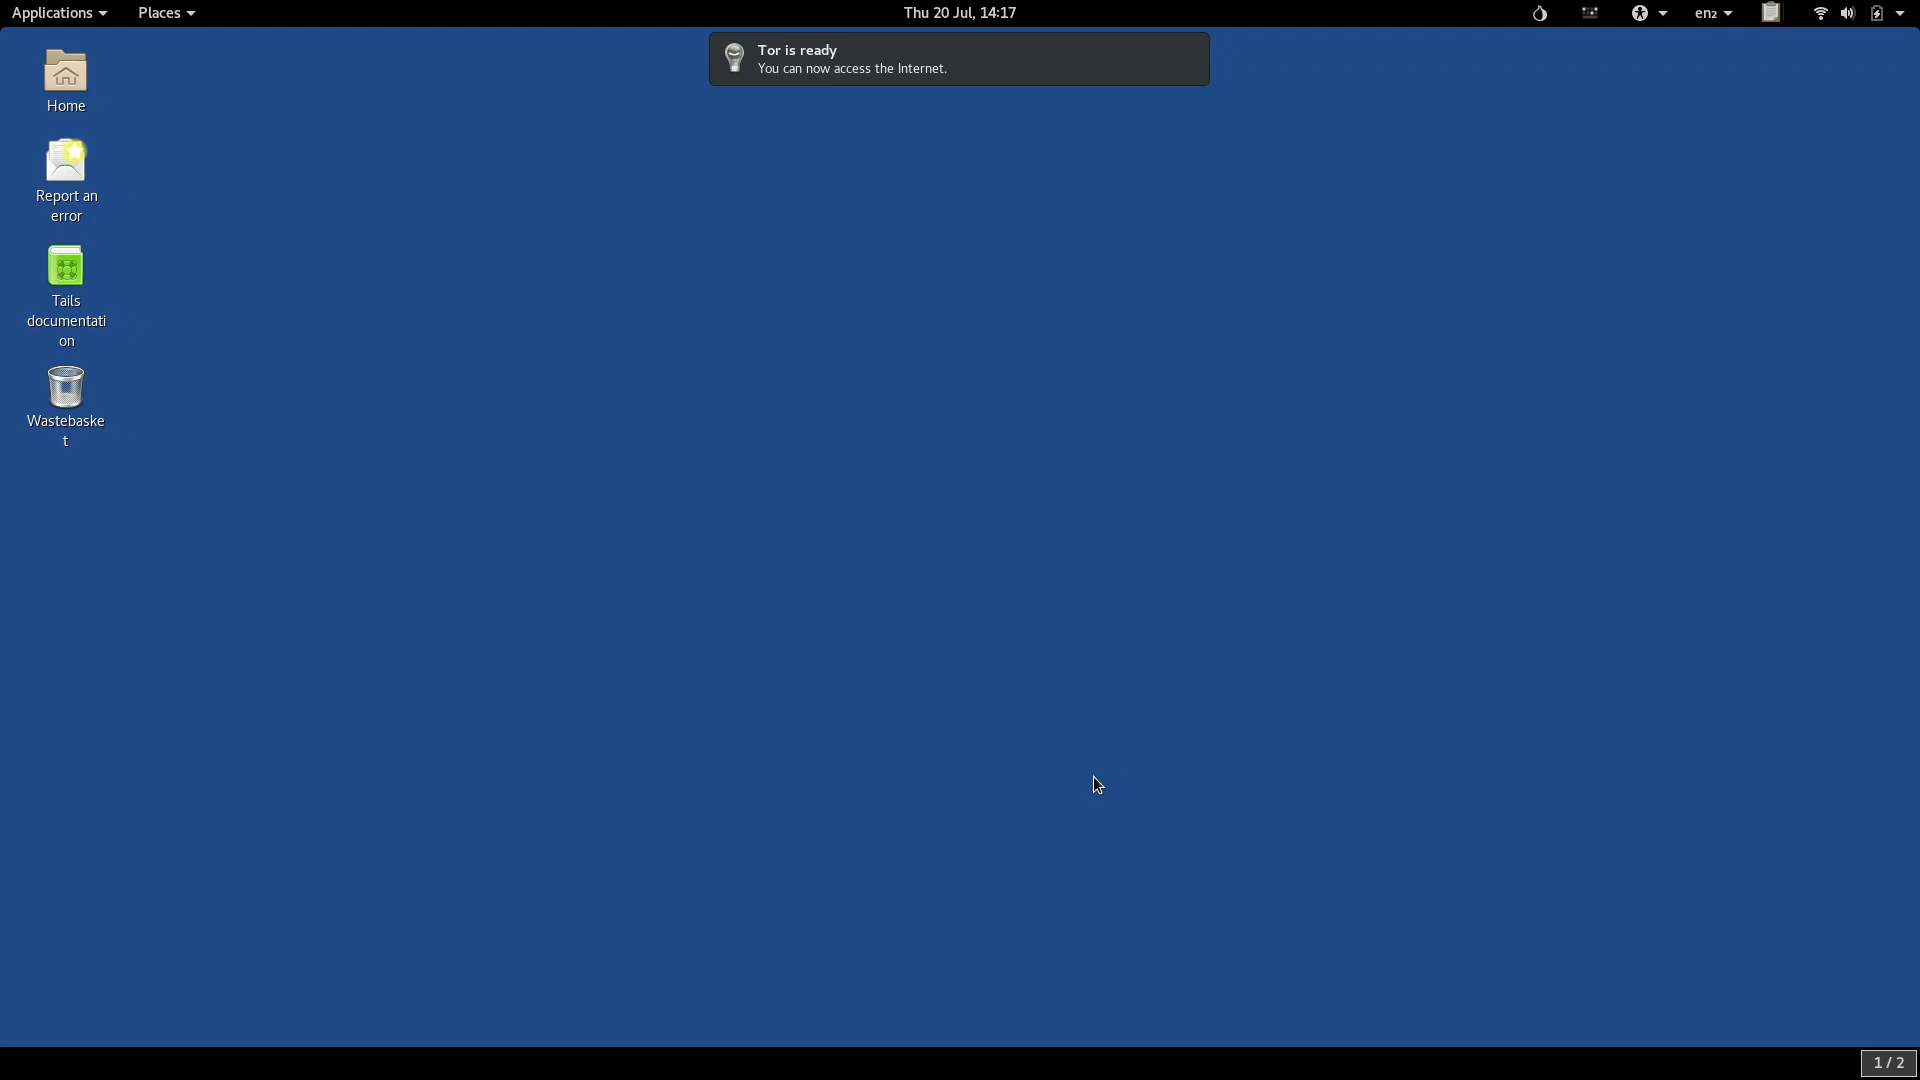 Applications Places Thu 20 Jul, 14:17 en₂
Tor is ready
You can now access the Internet.
Home
Report an
error
Tails
documentati
on
Wastebaske
t
1 / 2